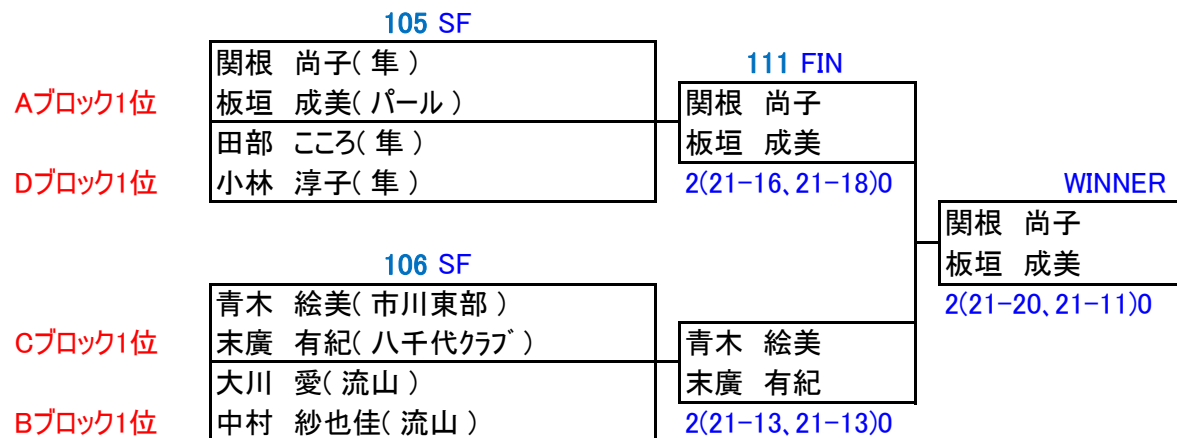 105 SF
関根 尚子( 隼 )
111 FIN
Aブロック1位 板垣 成美( パール ) 関根 尚子
田部 こころ( 隼 ) 板垣 成美
Dブロック1位 小林 淳子( 隼 ) 2(21-16、21-18)0 WINNER
関根 尚子
106 SF 板垣 成美
青木 絵美( 市川東部 ) 2(21-20、21-11)0
Cブロック1位 末廣 有紀( 八千代クラブ ) 青木 絵美
大川 愛( 流山 ) 末廣 有紀
Bブロック1位 中村 紗也佳( 流山 ) 2(21-13、21-13)0